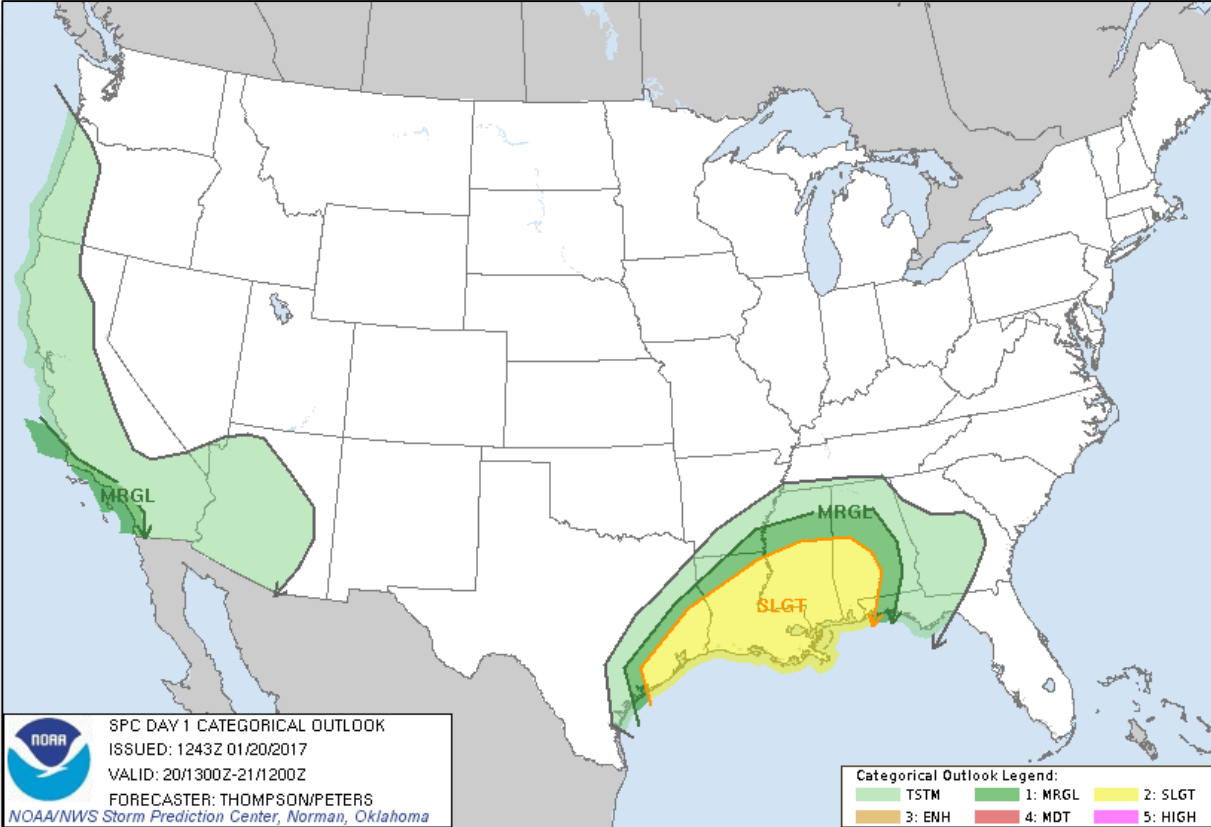 MRGL
MRGL
SLGT
NOAA
SPC DAY 1 CATEGORICAL OUTLOOK
ISSUED: 1243Z 01/20/2017
VALID: 20/1300Z-21/1200Z
FORECASTER: THOMPSON/PETERS
NOAA/NWS Storm Prediction Center, Norman, Oklahoma
Categorical Outlook Legend:
TSTM 1: MRGL 2: SLGT
3: ENH 4: MDT 5: HIGH